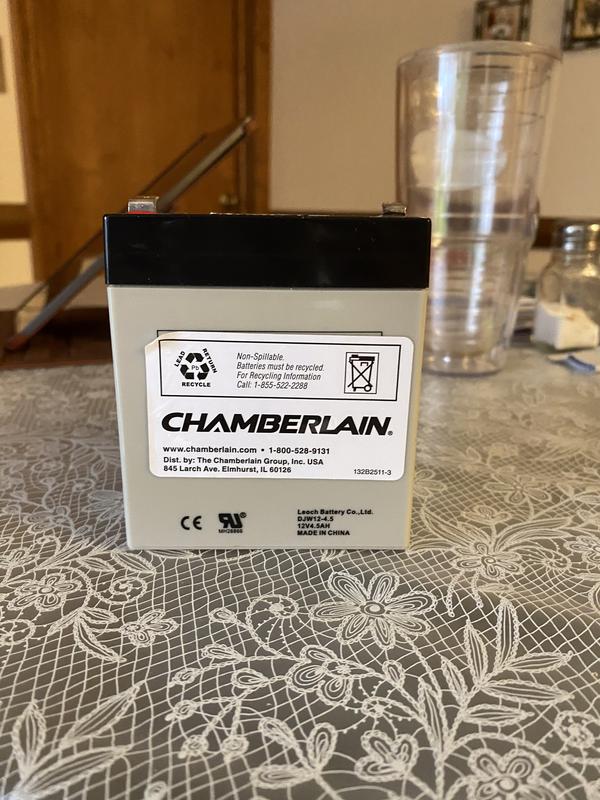 LEAD RETURN
Pb
RECYCLE
Non-Spillable.
Batteries must be recycled.
For Recycling Information
Call: 1-855-522-2288
CHAMBERLAIN®
www.chamberlain.com • 1-800-528-9131
Dist. by: The Chamberlain Group, Inc. USA
845 Larch Ave. Elmhurst, IL 60126
132B2511-3
CE
RU®
MH28866
Leoch Battery Co.,Ltd.
DJW12-4.5
12V4.5AH
MADE IN CHINA